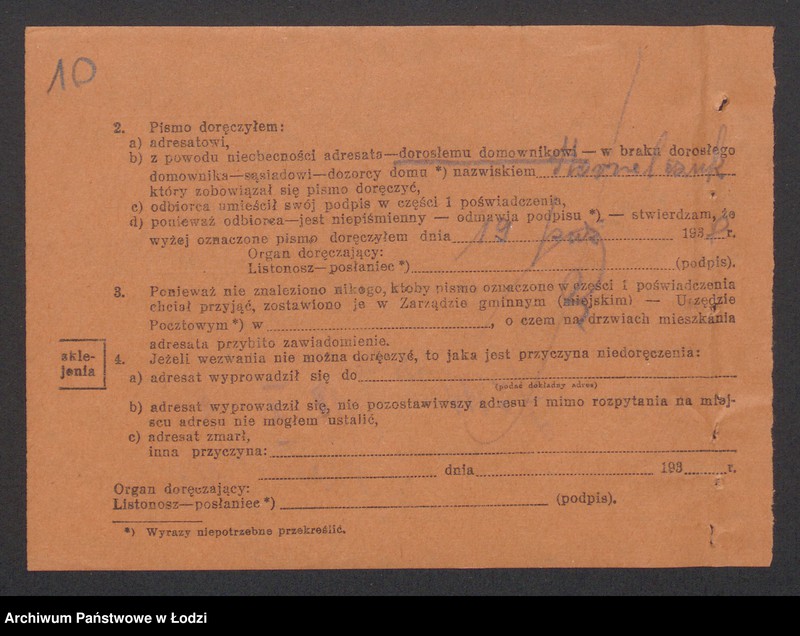 10
2. Pismo doręczyłem:
a) adresatowi,
b) z powodu nieobecności adresata—dorosłemu domownikowi — w braku dorosłego
domownika—sąsiadowi—dozorcy domu *) nazwiskiem
który zobowiązał się pismo doręczyć,
c) odbiorca umieścił swój podpis w części 1 poświadczenia,
d) ponieważ odbiorca—jest niepiśmienny — odmawia podpisu *) — stwierdzam, że
wyżej oznaczone pismo doręczyłem dnia 19 paź 1938 r.
Organ doręczający:
Listonosz—posłaniec *) (podpis).
3. Ponieważ nie znaleziono nikogo, ktoby pismo oznaczone w części 1 poświadczenia
chciał przyjąć, zostawiono je w Zarządzie gminnym (miejskim) — Urzędzie
Pocztowym *) w , o czem na drzwiach mieszkania
adresata przybito zawiadomienie.
skle-
jenia
4. Jeżeli wezwania nie można doręczyć, to jaka jest przyczyna niedoręczenia:
a) adresat wyprowadził się do
(podać dokładny adres)
b) adresat wyprowadził się, nie pozostawiwszy adresu i mimo rozpytania na miej-
scu adresu nie mogłem ustalić,
c) adresat zmarł,
inna przyczyna:
dnia 193 r.
Organ doręczający:
Listonosz—posłaniec *) (podpis).
*) Wyrazy niepotrzebne przekreślić.
Archiwum Państwowe w Łodzi